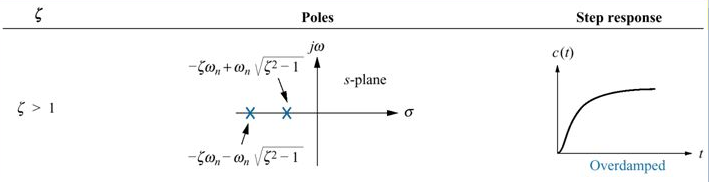 ζ Poles Step response
jω
c(t)
−ζωₙ + ωₙ √ζ² − 1
s-plane
ζ > 1
σ
−ζωₙ − ωₙ √ζ² − 1
t
Overdamped